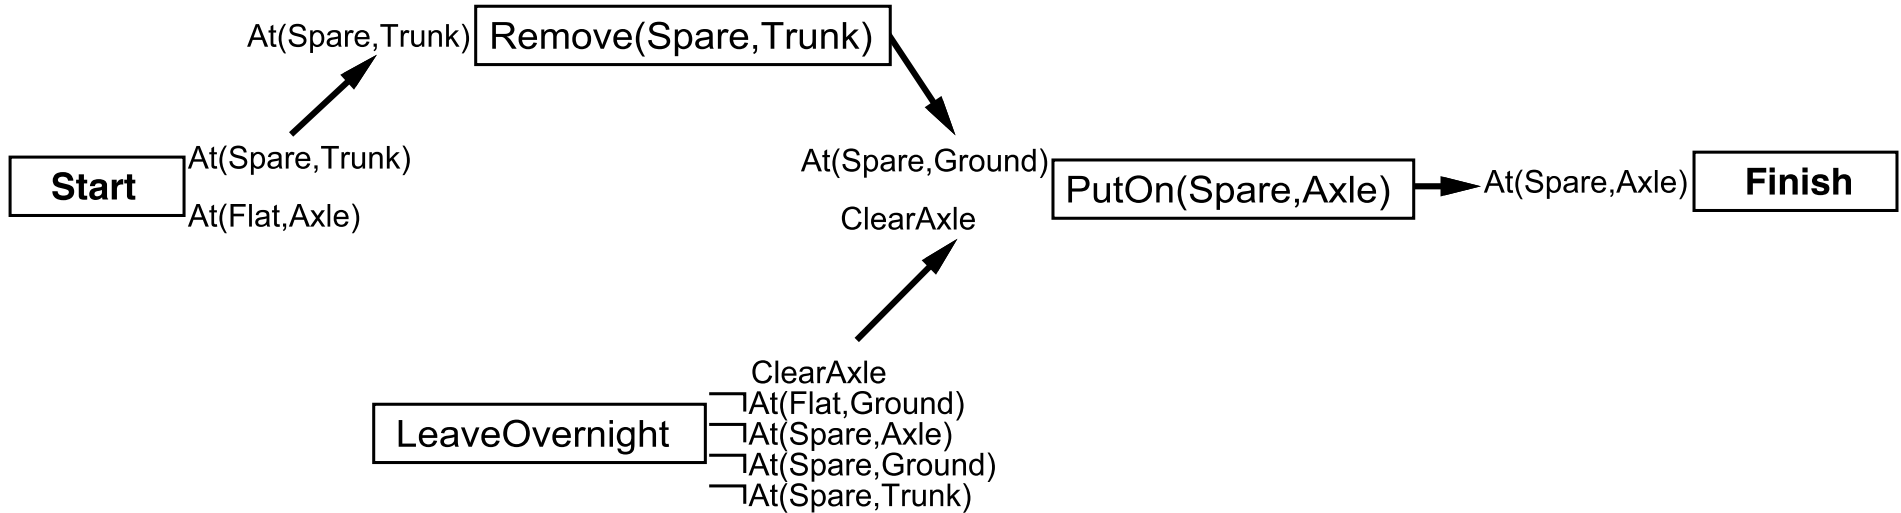 At(Spare,Trunk)
Remove(Spare,Trunk)
Start
At(Spare,Trunk)
At(Flat,Axle)
At(Spare,Ground)
ClearAxle
PutOn(Spare,Axle)
At(Spare,Axle)
Finish
LeaveOvernight
ClearAxle
¬At(Flat,Ground)
¬At(Spare,Axle)
¬At(Spare,Ground)
¬At(Spare,Trunk)